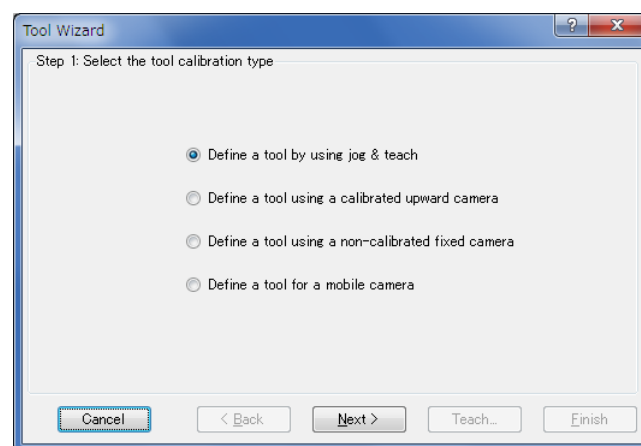 Tool Wizard
?
X
Step 1: Select the tool calibration type
Define a tool by using jog & teach
Define a tool using a calibrated upward camera
Define a tool using a non-calibrated fixed camera
Define a tool for a mobile camera
Cancel
< Back
Next >
Teach...
Finish